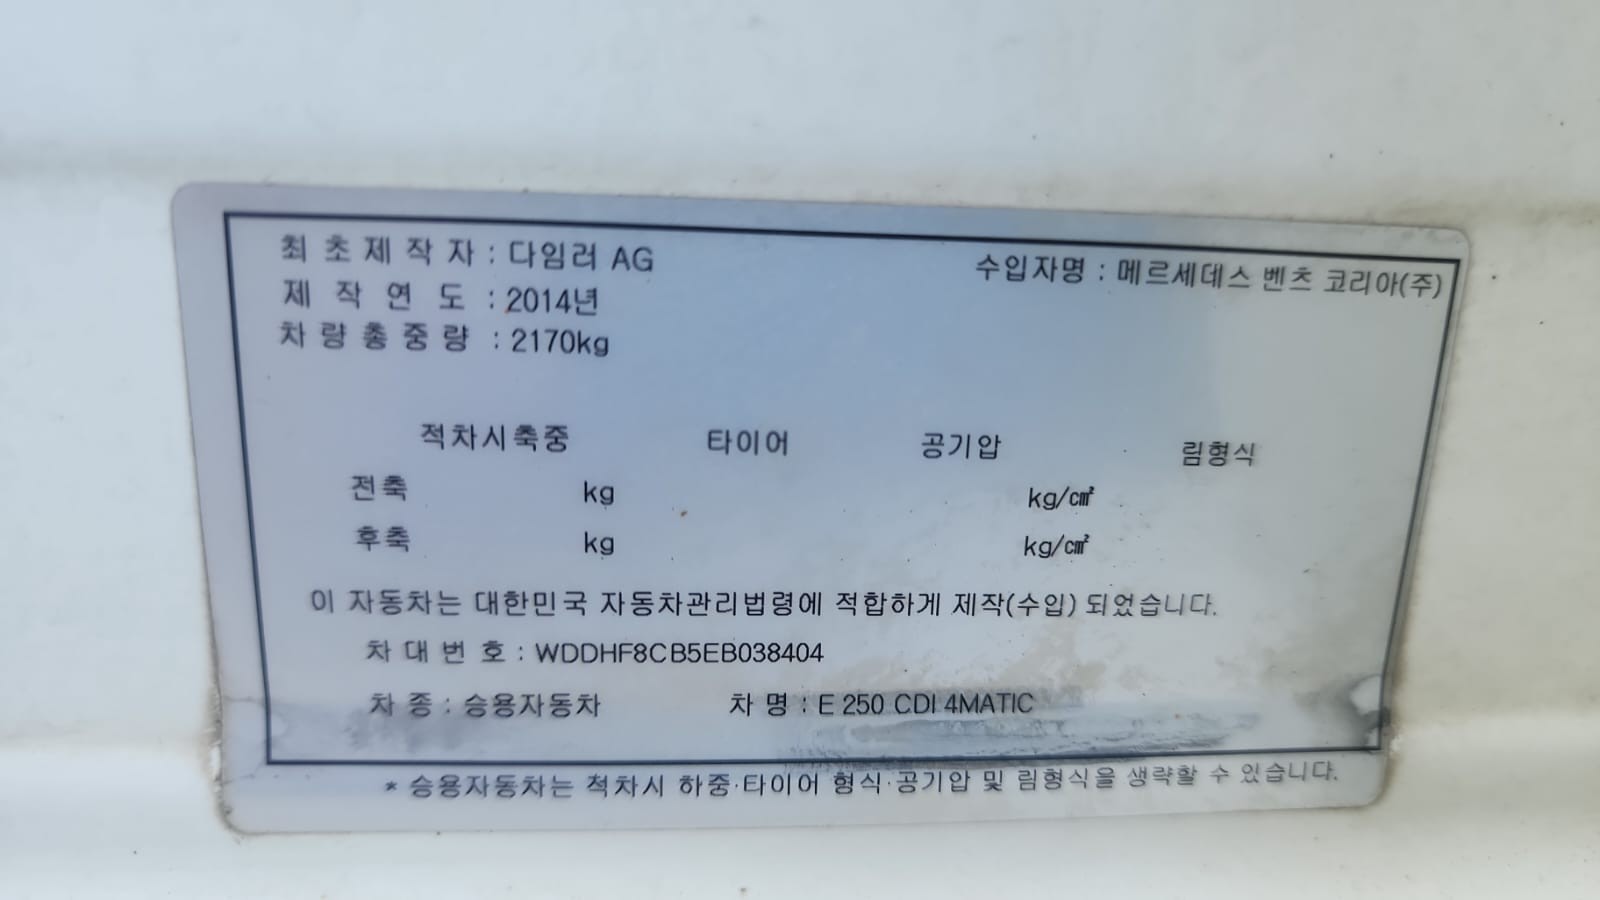 최초제작자 : 다임러 AG 수입자명 : 메르세데스 벤츠 코리아(주)
제작연도 : 2014년
차량총중량 : 2170kg
적차시축중 타이어 공기압 림형식
전축 kg kg/㎠
후축 kg kg/㎠
이 자동차는 대한민국 자동차관리법령에 적합하게 제작(수입) 되었습니다.
차대번호 : WDDHF8CB5EB038404
차종 : 승용자동차 차명 : E 250 CDI 4MATIC
* 승용자동차는 적차시 하중·타이어 형식·공기압 및 림형식을 생략할 수 있습니다.